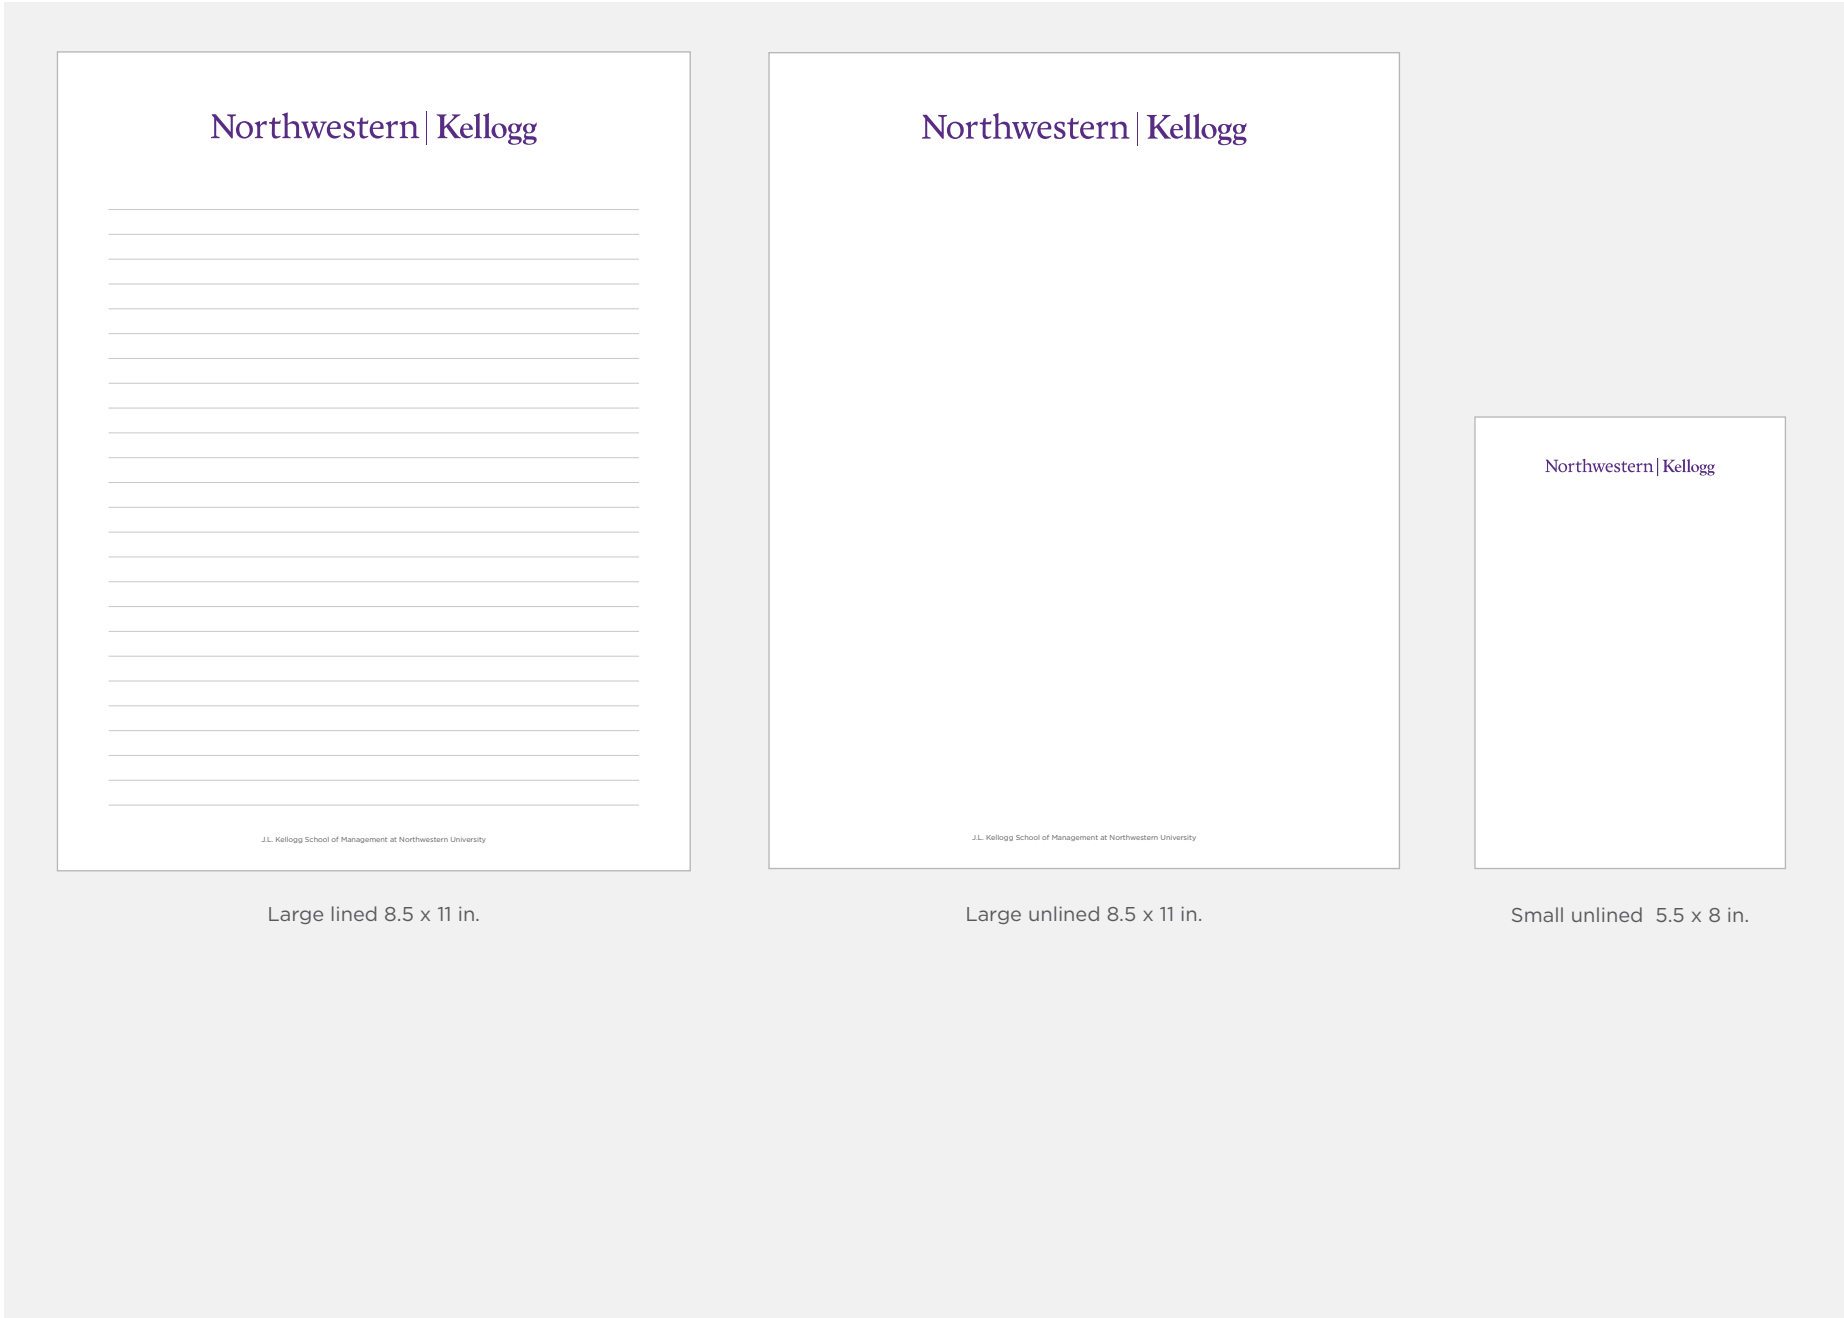 Northwestern | Kellogg
J.L. Kellogg School of Management at Northwestern University
Large lined 8.5 x 11 in.
Northwestern | Kellogg
J.L. Kellogg School of Management at Northwestern University
Large unlined 8.5 x 11 in.
Northwestern | Kellogg
Small unlined  5.5 x 8 in.